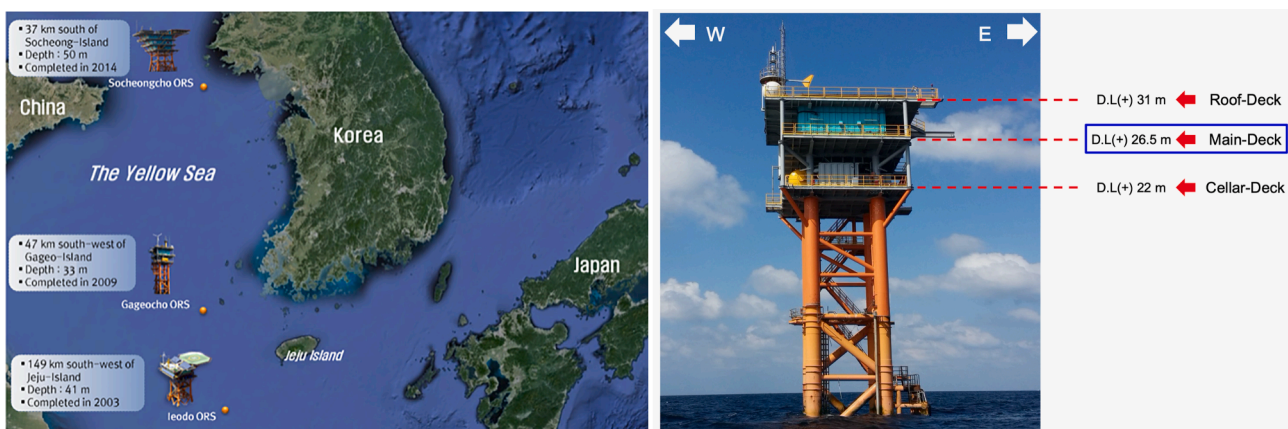 ▪ 37 km south of
Socheong-Island
▪ Depth : 50 m
▪ Completed in 2014
Socheongcho ORS
China
Korea
The Yellow Sea
▪ 47 km south-west of
Gageo-Island
▪ Depth : 33 m
▪ Completed in 2009
Gageocho ORS
Japan
Jeju Island
▪ 149 km south-west of
Jeju-Island
▪ Depth : 41 m
▪ Completed in 2003
Ieodo ORS
W
E
D.L(+) 31 m Roof-Deck
D.L(+) 26.5 m Main-Deck
D.L(+) 22 m Cellar-Deck